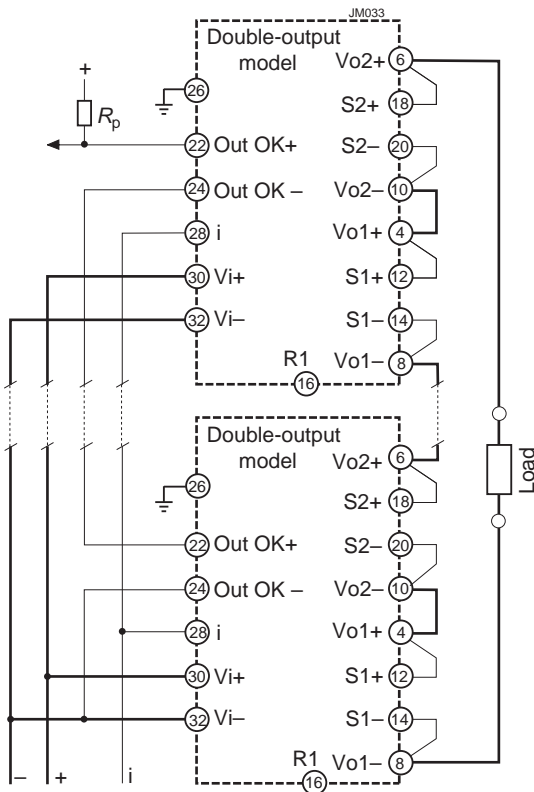 JM033
Double-output
model
Vo2+ 6
+
26
S2+ 18
Rp
22 Out OK+
S2– 20
24 Out OK –
Vo2– 10
28 i
Vo1+ 4
30 Vi+
S1+ 12
32 Vi–
S1– 14
R1
16
Vo1– 8
Double-output
model
Vo2+ 6
26
S2+ 18
Load
22 Out OK+
S2– 20
24 Out OK –
Vo2– 10
28 i
Vo1+ 4
30 Vi+
S1+ 12
32 Vi–
S1– 14
R1
16
Vo1– 8
– + i